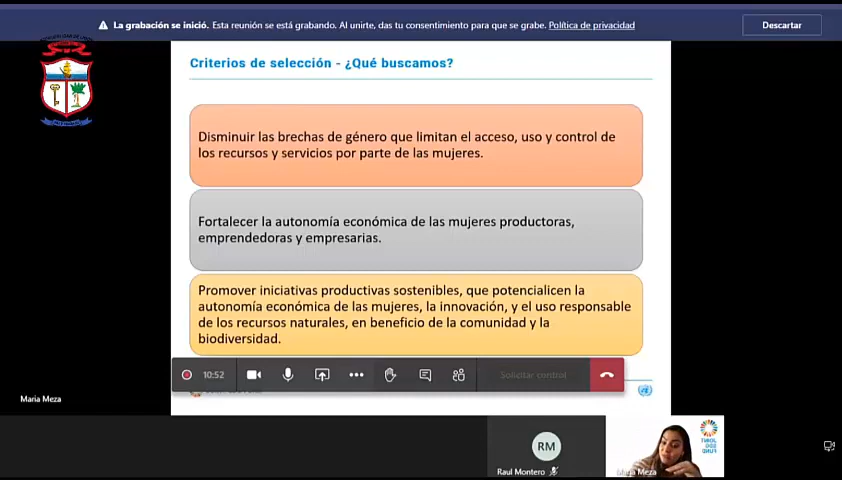 La grabación se inició. Esta reunión se está grabando. Al unirte, das tu consentimiento para que se grabe. Política de privacidad
Descartar
Criterios de selección - ¿Qué buscamos?
Disminuir las brechas de género que limitan el acceso, uso y control de
los recursos y servicios por parte de las mujeres.
Fortalecer la autonomía económica de las mujeres productoras,
emprendedoras y empresarias.
Promover iniciativas productivas sostenibles, que potencialicen la
autonomía económica de las mujeres, la innovación, y el uso responsable
de los recursos naturales, en beneficio de la comunidad y la
biodiversidad.
10:52
Solicitar control
Maria Meza
RM
Raul Montero
Maria Meza
JOINT
SDG
FUND